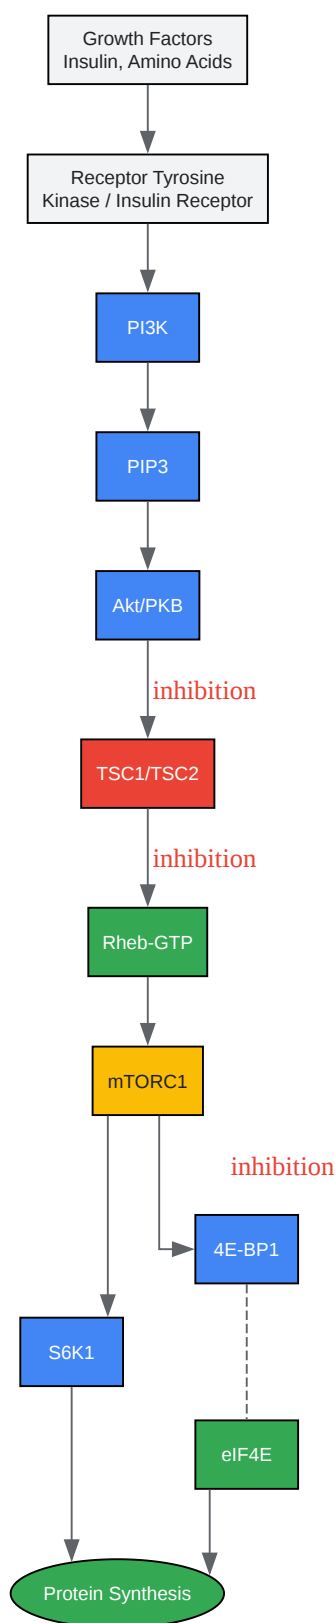 Growth Factors
Insulin, Amino Acids
Receptor Tyrosine
Kinase / Insulin Receptor
PI3K
PIP3
Akt/PKB
inhibition
TSC1/TSC2
inhibition
Rheb-GTP
mTORC1
inhibition
4E-BP1
S6K1
eIF4E
Protein Synthesis